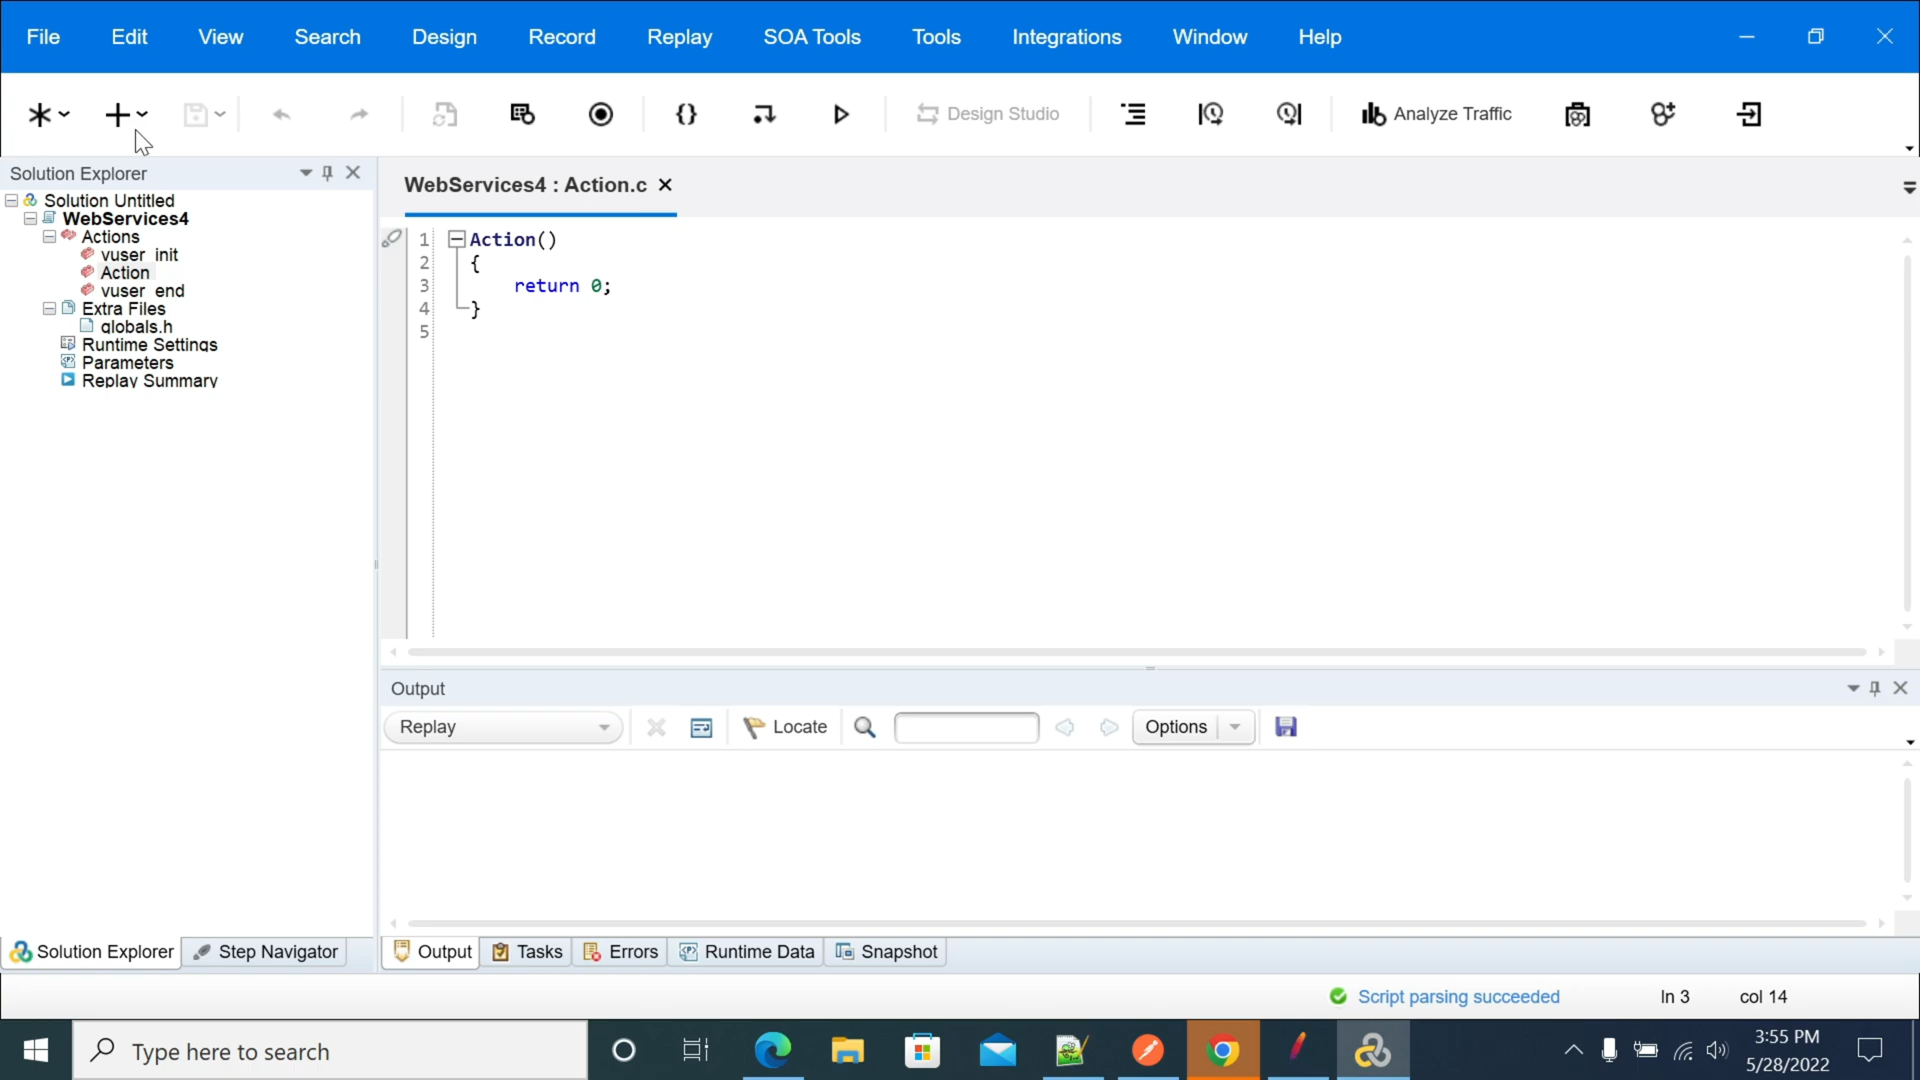 File Edit View Search Design Record Replay SOA Tools Tools Integrations Window Help
Design Studio Analyze Traffic
Solution Explorer
Solution Untitled
WebServices4
Actions
vuser_init
Action
vuser_end
Extra Files
globals.h
Runtime Settings
Parameters
Replay Summary
WebServices4 : Action.c
1 Action()
2 {
3 return 0;
4 }
5
Output
Replay Locate Options
Solution Explorer Step Navigator Output Tasks Errors Runtime Data Snapshot
Script parsing succeeded ln 3 col 14
Type here to search
3:55 PM
5/28/2022